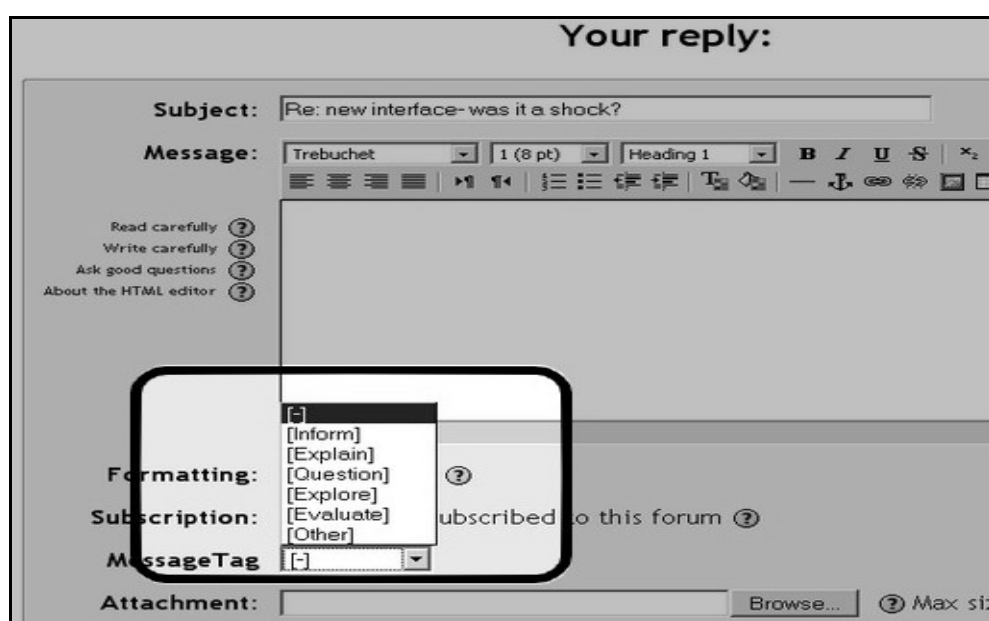 Your reply:
Subject: Re: new interface- was it a shock?
Message: Trebuchet 1 (8 pt) Heading 1 B I U S ×₂
Read carefully ?
Write carefully ?
Ask good questions ?
About the HTML editor ?
[-]
[Inform]
[Explain]
Formatting: [Question] ?
[Explore]
Subscription: [Evaluate] ubscribed to this forum ?
[Other]
MessageTag [-]
Attachment: Browse... ? Max siz